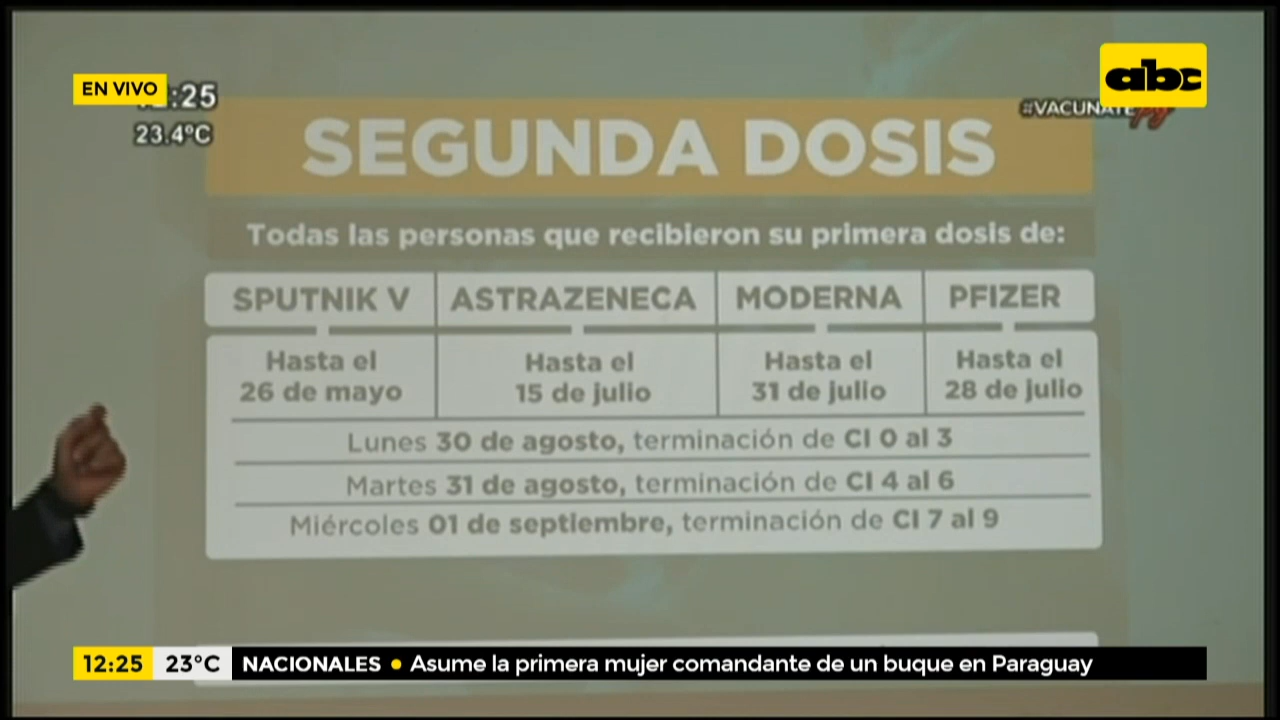 EN VIVO
:25
23.4°C
abc
#VACUNATE Py
SEGUNDA DOSIS
Todas las personas que recibieron su primera dosis de:
SPUTNIK V ASTRAZENECA MODERNA PFIZER
Hasta el 26 de mayo
Hasta el 15 de julio
Hasta el 31 de julio
Hasta el 28 de julio
Lunes 30 de agosto, terminación de CI 0 al 3
Martes 31 de agosto, terminación de CI 4 al 6
Miércoles 01 de septiembre, terminación de CI 7 al 9
12:25 23°C NACIONALES • Asume la primera mujer comandante de un buque en Paraguay